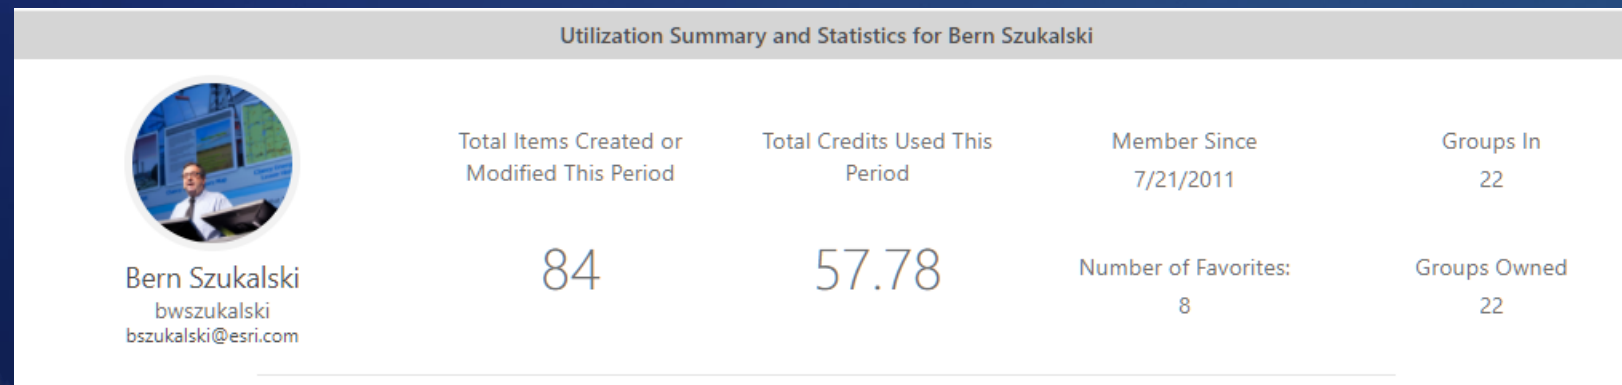 Utilization Summary and Statistics for Bern Szukalski
Bern Szukalski
bwszukalski
bszukalski@esri.com
Total Items Created or
Modified This Period
84
Total Credits Used This
Period
57.78
Member Since
7/21/2011
Number of Favorites:
8
Groups In
22
Groups Owned
22